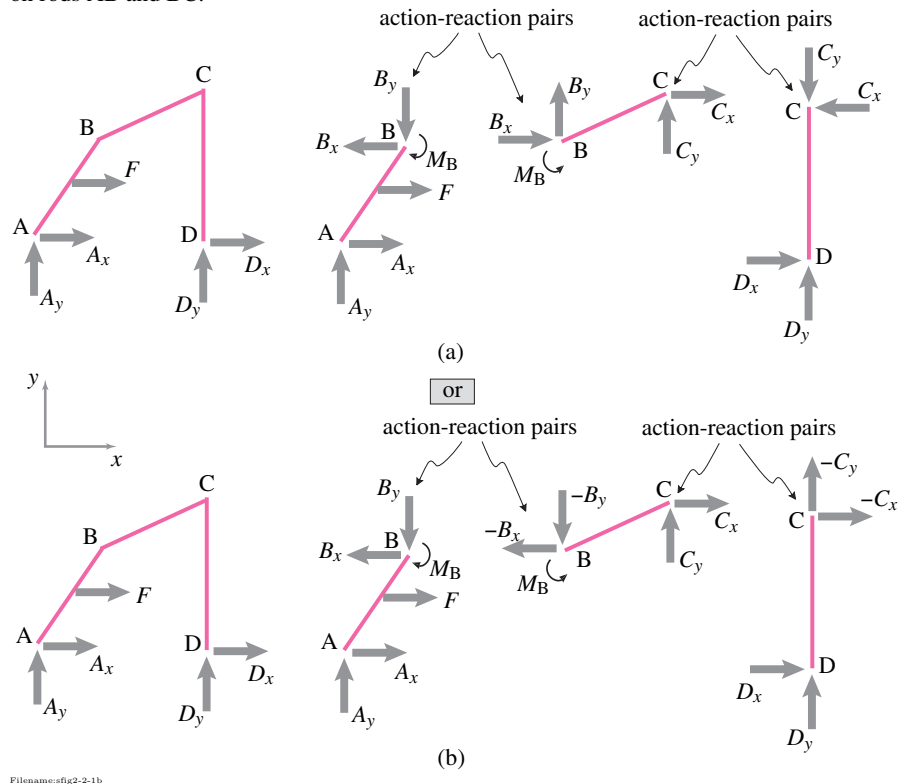 on rods AB and BC.
action-reaction pairs
action-reaction pairs
C
B
F
A
A_x
A_y
D
D_x
D_y
B_y
B_x
B
M_B
F
A
A_x
A_y
B_y
B_x
B
M_B
C
C_x
C_y
C_y
C
C_x
D
D_x
D_y
(a)
or
y
x
action-reaction pairs
action-reaction pairs
C
B
F
A
A_x
A_y
D
D_x
D_y
B_y
B_x
B
M_B
F
A
A_x
A_y
−B_y
−B_x
B
M_B
C
C_x
C_y
−C_y
C
−C_x
D
D_x
D_y
(b)
Filename:sfig2-2-1b